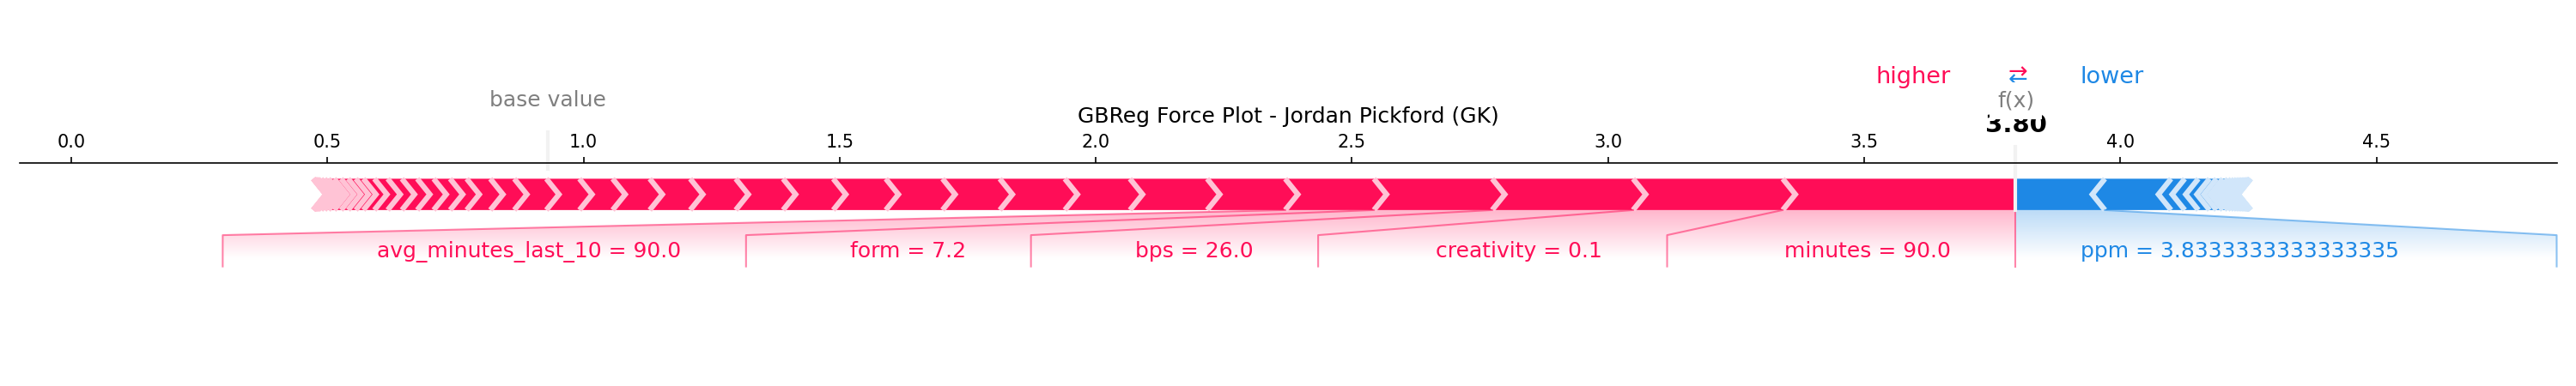 higher ⇄ lower
base value f(x)
GBReg Force Plot - Jordan Pickford (GK) 3.80
0.0 0.5 1.0 1.5 2.0 2.5 3.0 3.5 4.0 4.5
avg_minutes_last_10 = 90.0 form = 7.2 bps = 26.0 creativity = 0.1 minutes = 90.0 ppm = 3.8333333333333335